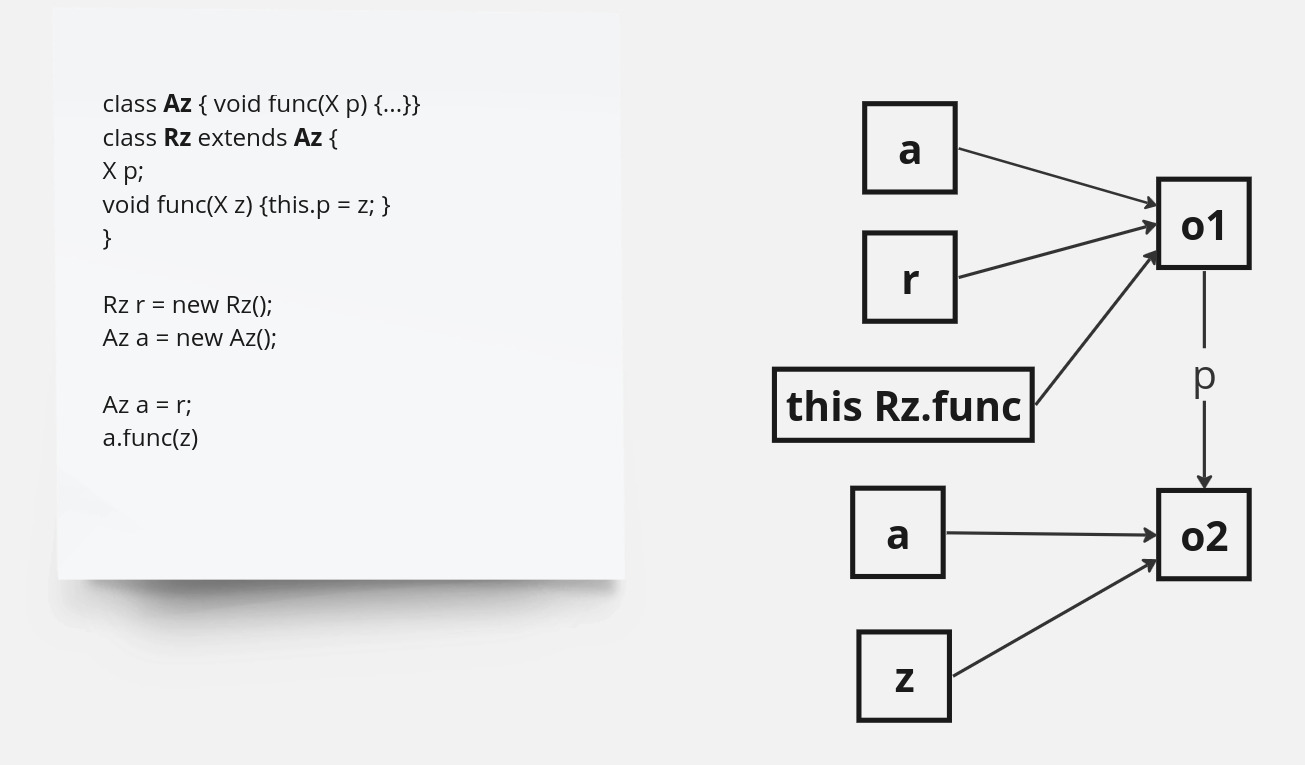 class Az { void func(X p) {...}}
class Rz extends Az {
X p;
void func(X z) {this.p = z; }
}
Rz r = new Rz();
Az a = new Az();
Az a = r;
a.func(z)
a
r
o1
this Rz.func
p
a
o2
z